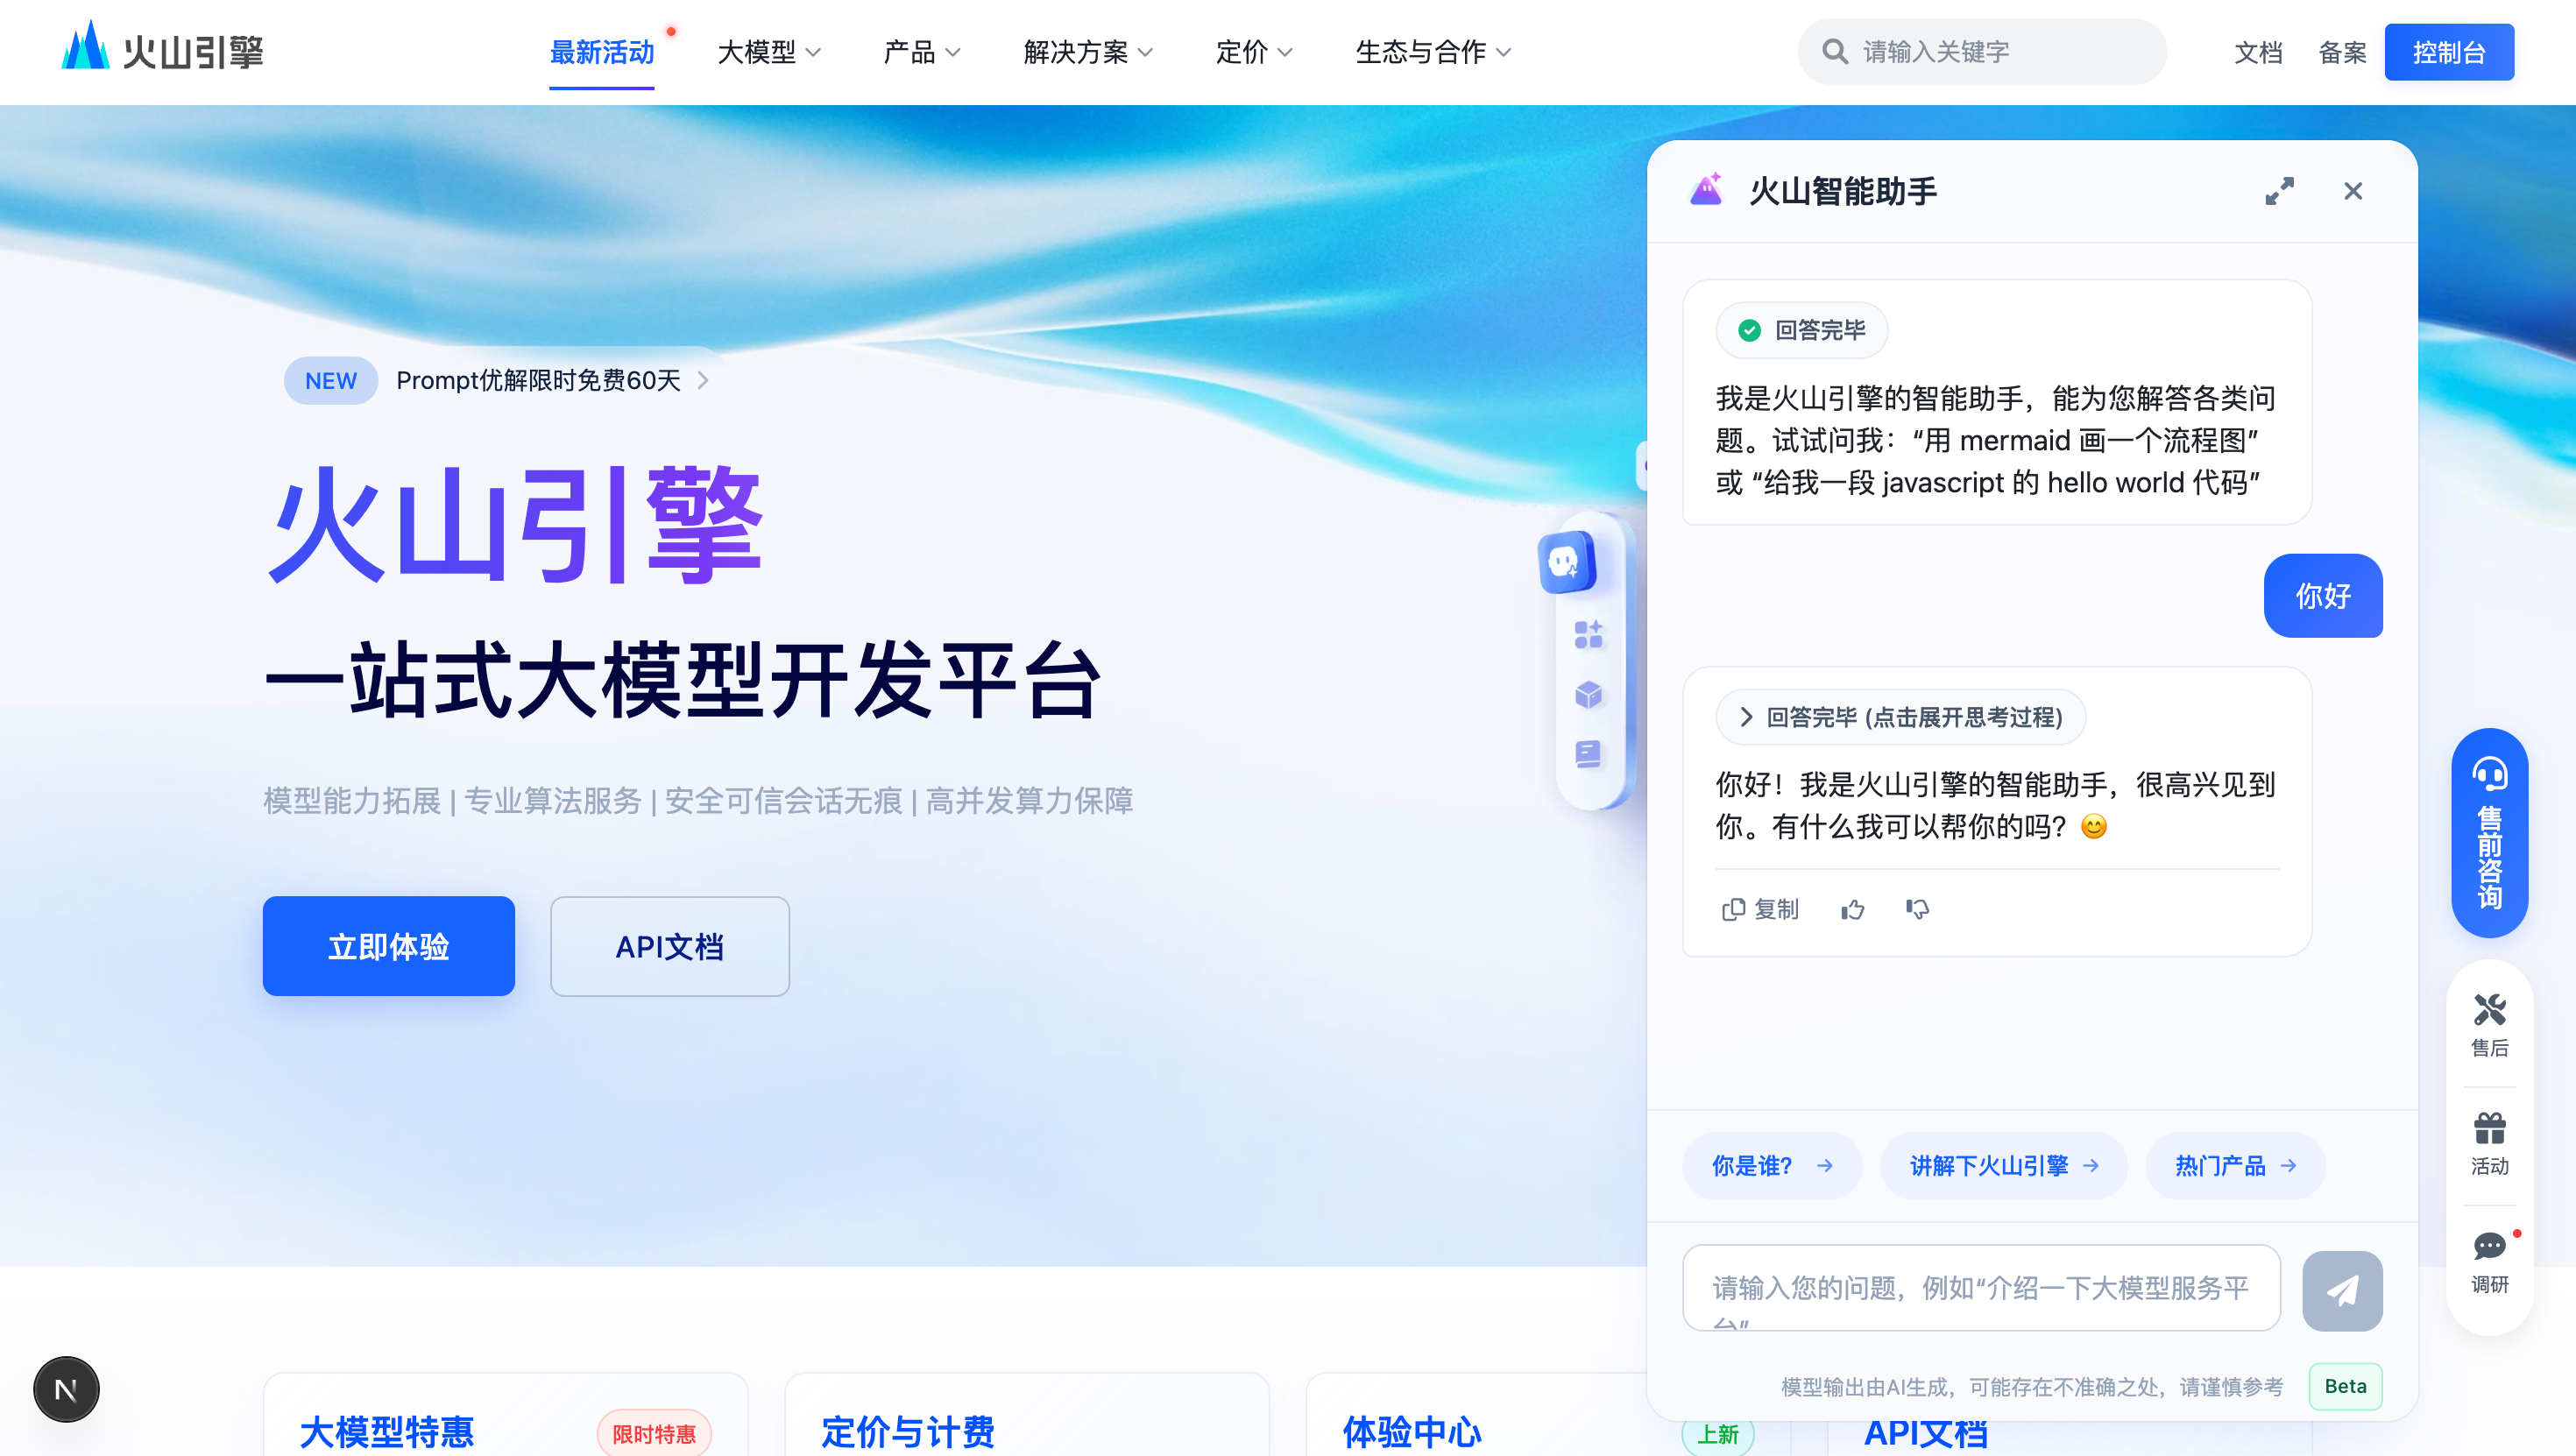 火山引擎
最新活动
大模型
产品
解决方案
定价
生态与合作
请输入关键字
文档
备案
控制台
NEW
Prompt优解限时免费60天
火山引擎
一站式大模型开发平台
模型能力拓展 | 专业算法服务 | 安全可信会话无痕 | 高并发算力保障
立即体验
API文档
火山智能助手
回答完毕
我是火山引擎的智能助手，能为您解答各类问
题。试试问我：“用 mermaid 画一个流程图”
或 “给我一段 javascript 的 hello world 代码”
你好
回答完毕 (点击展开思考过程)
你好！我是火山引擎的智能助手，很高兴见到
你。有什么我可以帮你的吗？😊
复制
你是谁?
讲解下火山引擎
热门产品
请输入您的问题，例如“介绍一下大模型服务平
台”
模型输出由AI生成，可能存在不准确之处，请谨慎参考
Beta
售前咨询
售后
活动
调研
N
大模型特惠
限时特惠
定价与计费
体验中心
上新
API文档